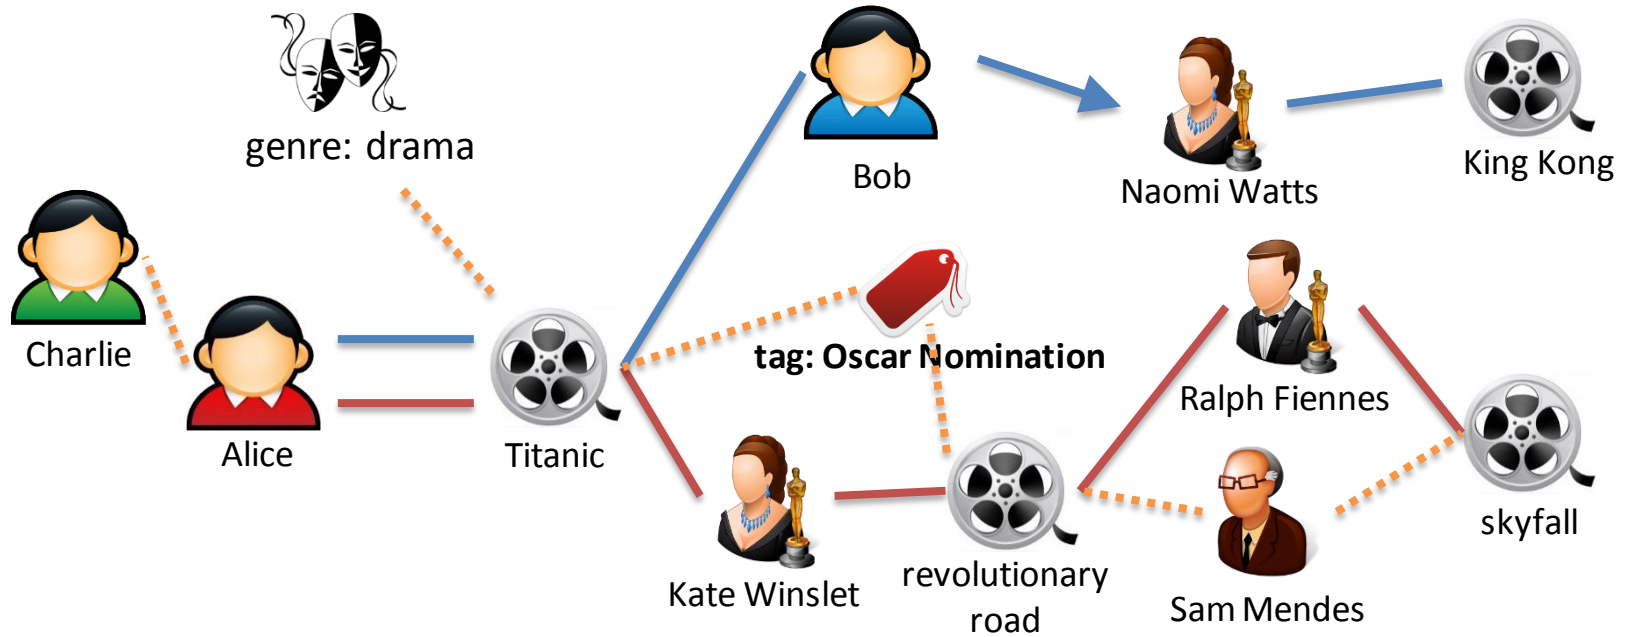 genre: drama
Bob
Naomi Watts
King Kong
Charlie
tag: Oscar Nomination
Ralph Fiennes
Alice
Titanic
skyfall
Kate Winslet
revolutionary
road
Sam Mendes